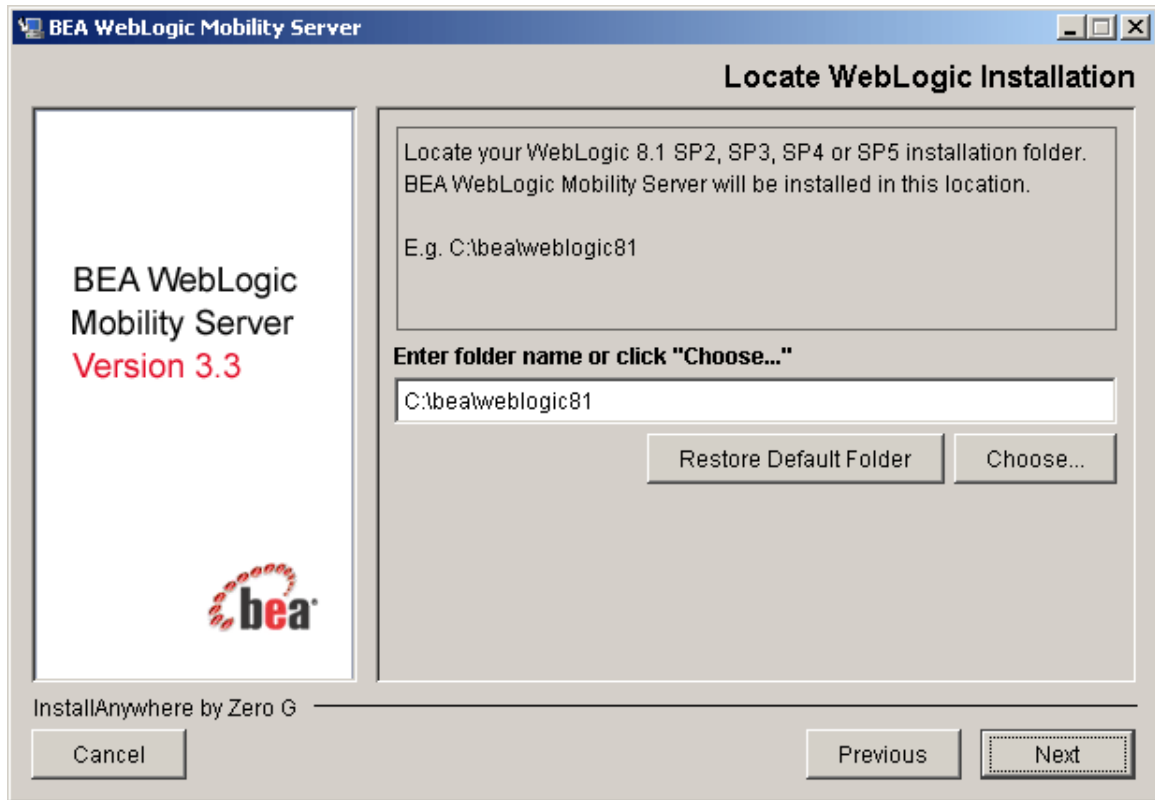 BEA WebLogic Mobility Server
Locate WebLogic Installation
BEA WebLogic
Mobility Server
Version 3.3
bea
Locate your WebLogic 8.1 SP2, SP3, SP4 or SP5 installation folder.
BEA WebLogic Mobility Server will be installed in this location.
E.g. C:\bea\weblogic81
Enter folder name or click "Choose..."
C:\bea\weblogic81
Restore Default Folder
Choose...
InstallAnywhere by Zero G
Cancel
Previous
Next